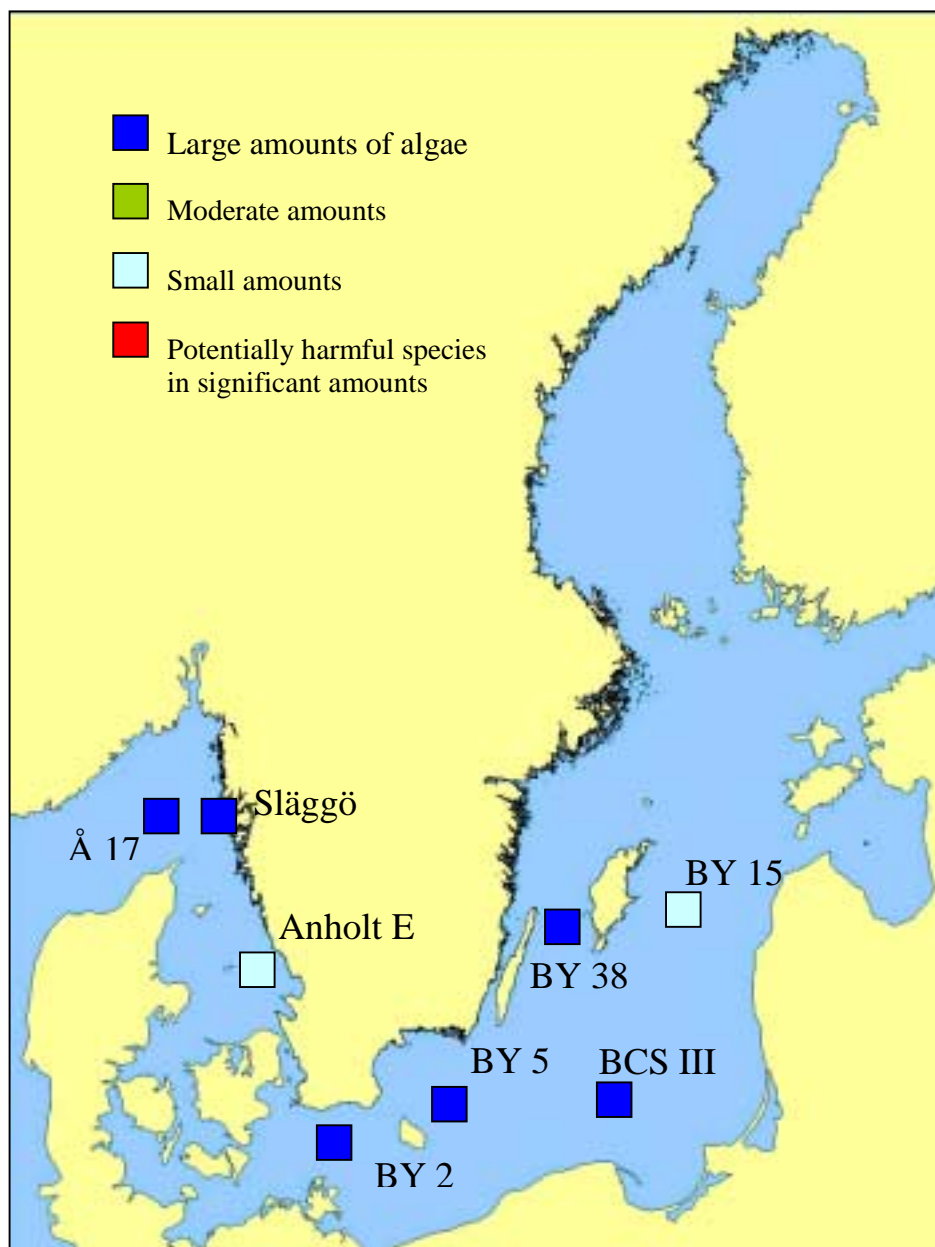 Large amounts of algae
Moderate amounts
Small amounts
Potentially harmful species
in significant amounts
Släggö
Å 17
BY 15
Anholt E
BY 38
BY 5
BCS III
BY 2